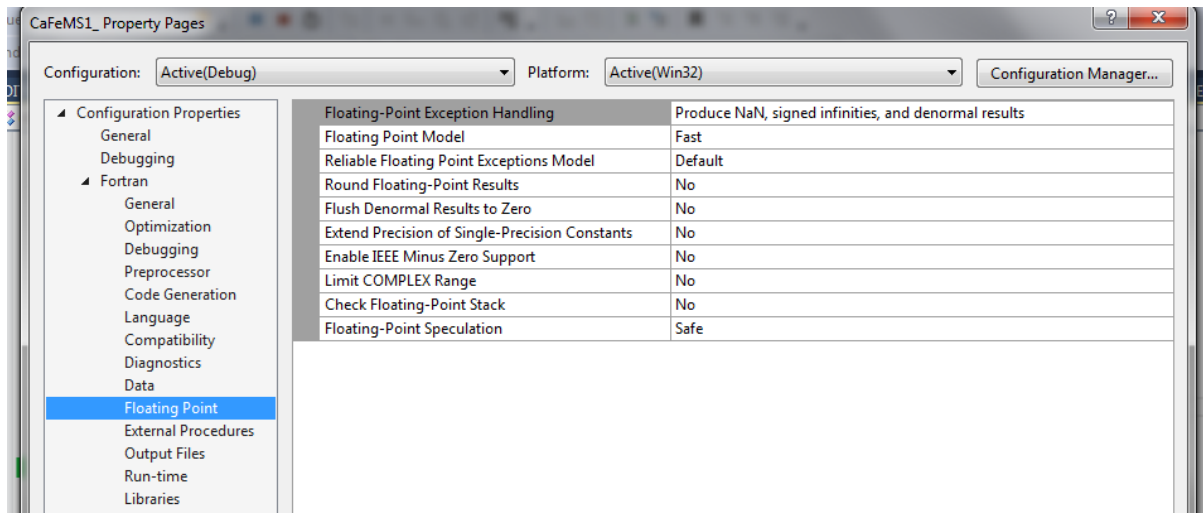 CaFeMS1_ Property Pages
Configuration: Active(Debug) Platform: Active(Win32) Configuration Manager...
Configuration Properties
General
Debugging
Fortran
General
Optimization
Debugging
Preprocessor
Code Generation
Language
Compatibility
Diagnostics
Data
Floating Point
External Procedures
Output Files
Run-time
Libraries
Floating-Point Exception Handling Produce NaN, signed infinities, and denormal results
Floating Point Model Fast
Reliable Floating Point Exceptions Model Default
Round Floating-Point Results No
Flush Denormal Results to Zero No
Extend Precision of Single-Precision Constants No
Enable IEEE Minus Zero Support No
Limit COMPLEX Range No
Check Floating-Point Stack No
Floating-Point Speculation Safe